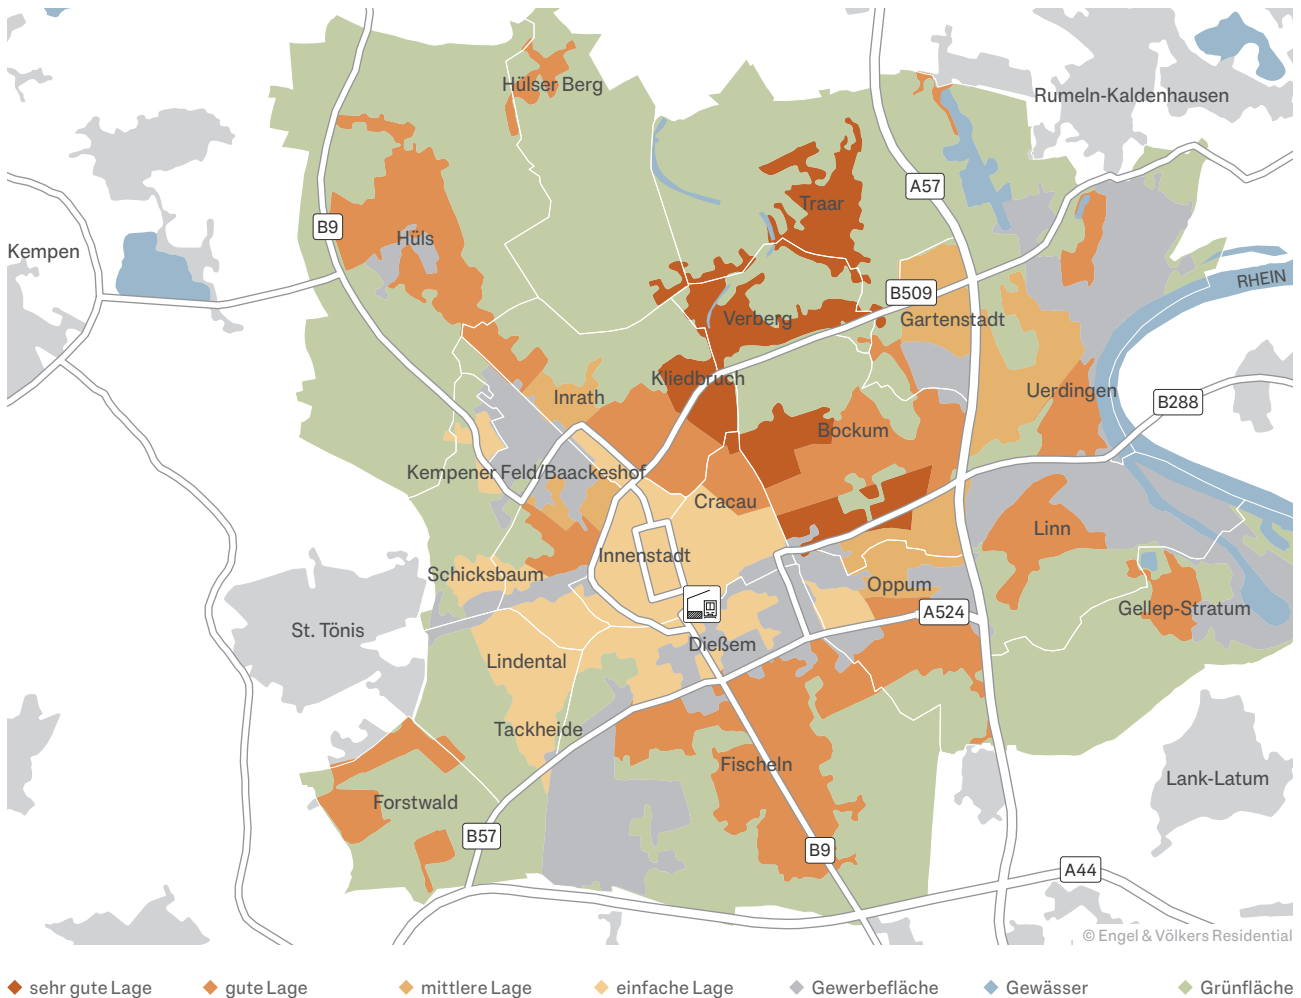 Hülser Berg
Rumeln-Kaldenhausen
A57
Traar
B9
Hüls
Kempen
RHEIN
B509
Verberg
Gartenstadt
Kliedbruch
Inrath
Uerdingen
B288
Bockum
Kempener Feld/Baackeshof
Cracau
Linn
Innenstadt
Schicksbaum
Oppum
Gellep-Stratum
A524
St. Tönis
Dießem
Lindental
Tackheide
Fischeln
Lank-Latum
Forstwald
B57
B9
A44
© Engel & Völkers Residential
sehr gute Lage gute Lage mittlere Lage einfache Lage Gewerbefläche Gewässer Grünfläche